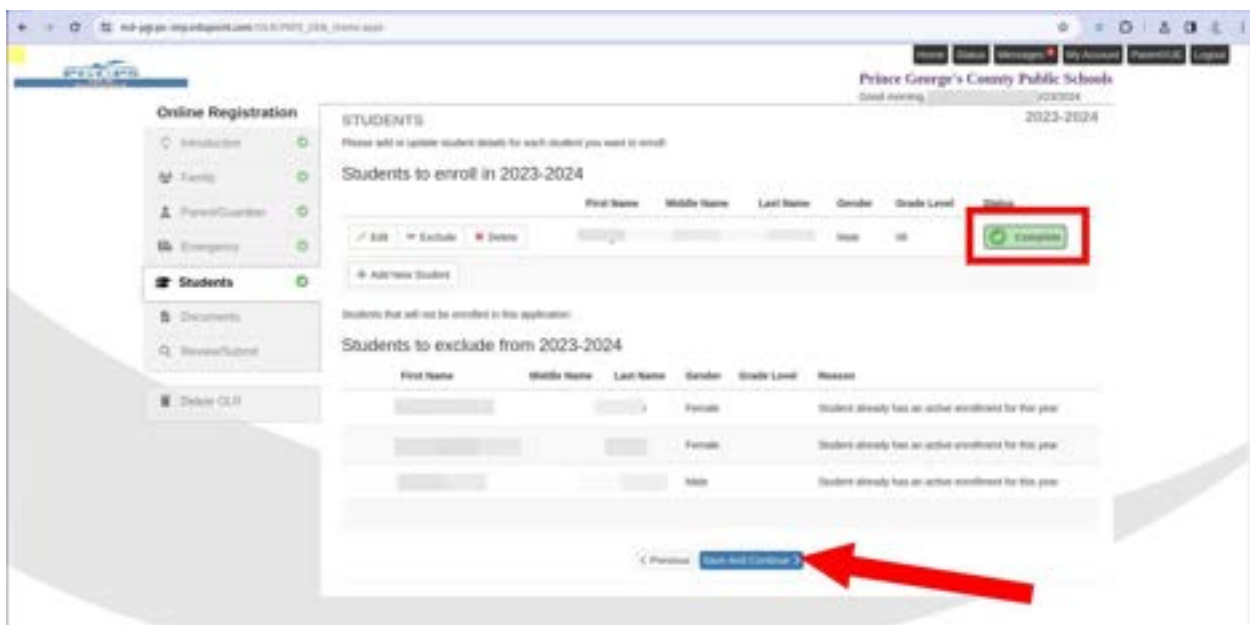 Home Status Messages My Account ParentVUE Logout
PGCPS
Prince George's County Public Schools
Good morning,
Online Registration
STUDENTS
2023-2024
Introduction
Please add or update student details for each student you want to enroll.
Family
Students to enroll in 2023-2024
First Name Middle Name Last Name Gender Grade Level Status
Parent/Guardian
Edit Exclude Delete Male Complete
Emergency
Add New Student
Students
Documents
Students that will not be enrolled in this application:
Review/Submit
Students to exclude from 2023-2024
First Name Middle Name Last Name Gender Grade Level Reason
Delete OLR
Female Student already has an active enrollment for this year
Female Student already has an active enrollment for this year
Male Student already has an active enrollment for this year
Previous Save And Continue